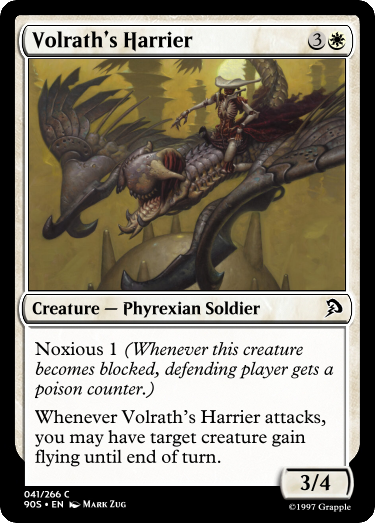 Volrath's Harrier 3
Creature — Phyrexian Soldier
Noxious 1 (Whenever this creature
becomes blocked, defending player gets a
poison counter.)
Whenever Volrath's Harrier attacks,
you may have target creature gain
flying until end of turn.
3/4
041/266 C
90S • EN Mark Zug
©1997 Grapple